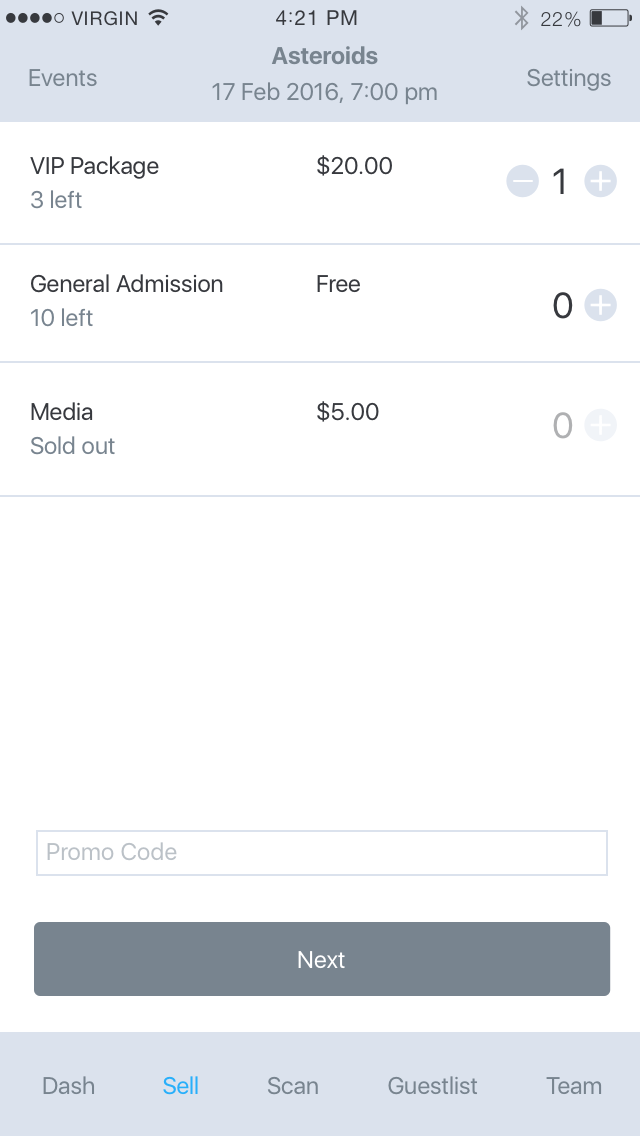 VIRGIN 4:21 PM 22%
Asteroids
Events 17 Feb 2016, 7:00 pm Settings
VIP Package $20.00 1
3 left
General Admission Free 0
10 left
Media $5.00 0
Sold out
Promo Code
Next
Dash Sell Scan Guestlist Team